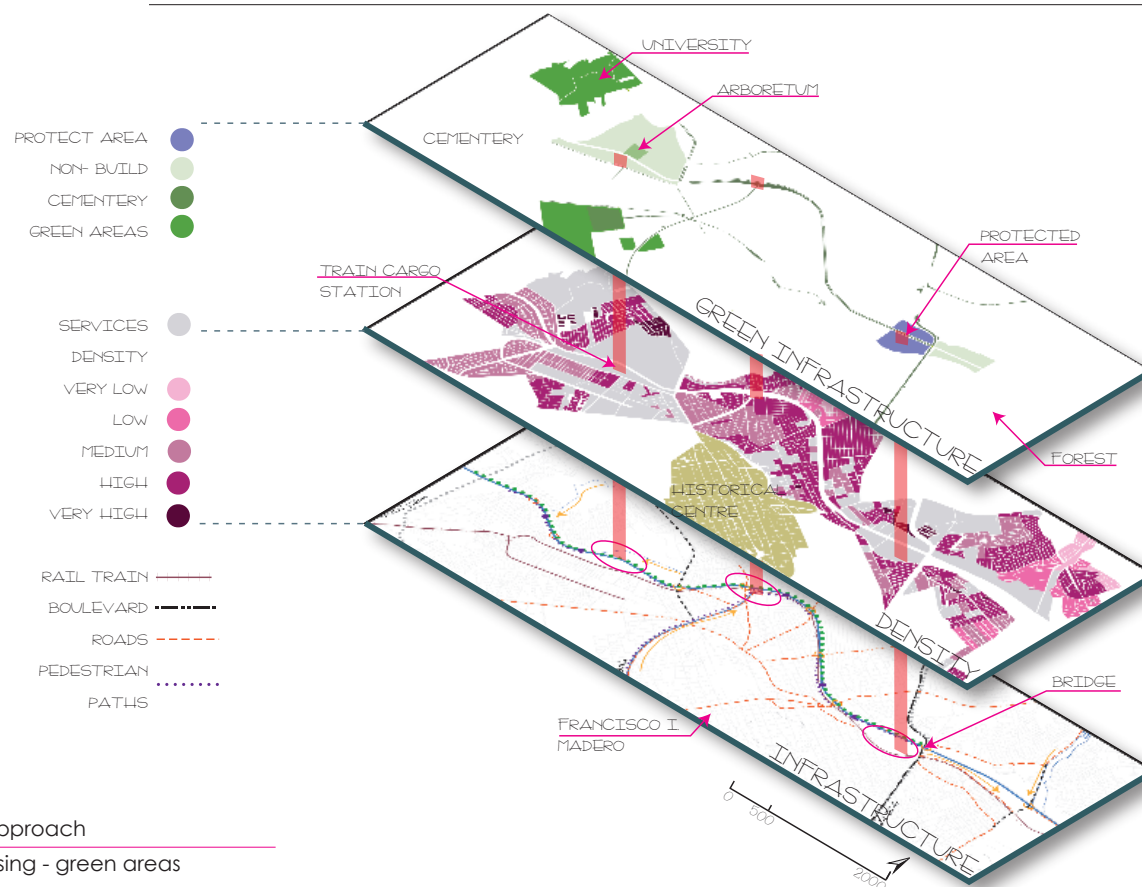 UNIVERSITY
ARBORETUM
CEMENTERY
PROTECT AREA
NON- BUILD
CEMENTERY
GREEN AREAS
PROTECTED
AREA
TRAIN CARGO
STATION
GREEN INFRASTRUCTURE
FOREST
SERVICES
DENSITY
VERY LOW
LOW
MEDIUM
HIGH
VERY HIGH
HISTORICAL
CENTRE
DENSITY
RAIL TRAIN
BOULEVARD
ROADS
PEDESTRIAN
PATHS
BRIDGE
FRANCISCO I.
MADERO
INFRASTRUCTURE
0
500
2000
pproach
sing - green areas